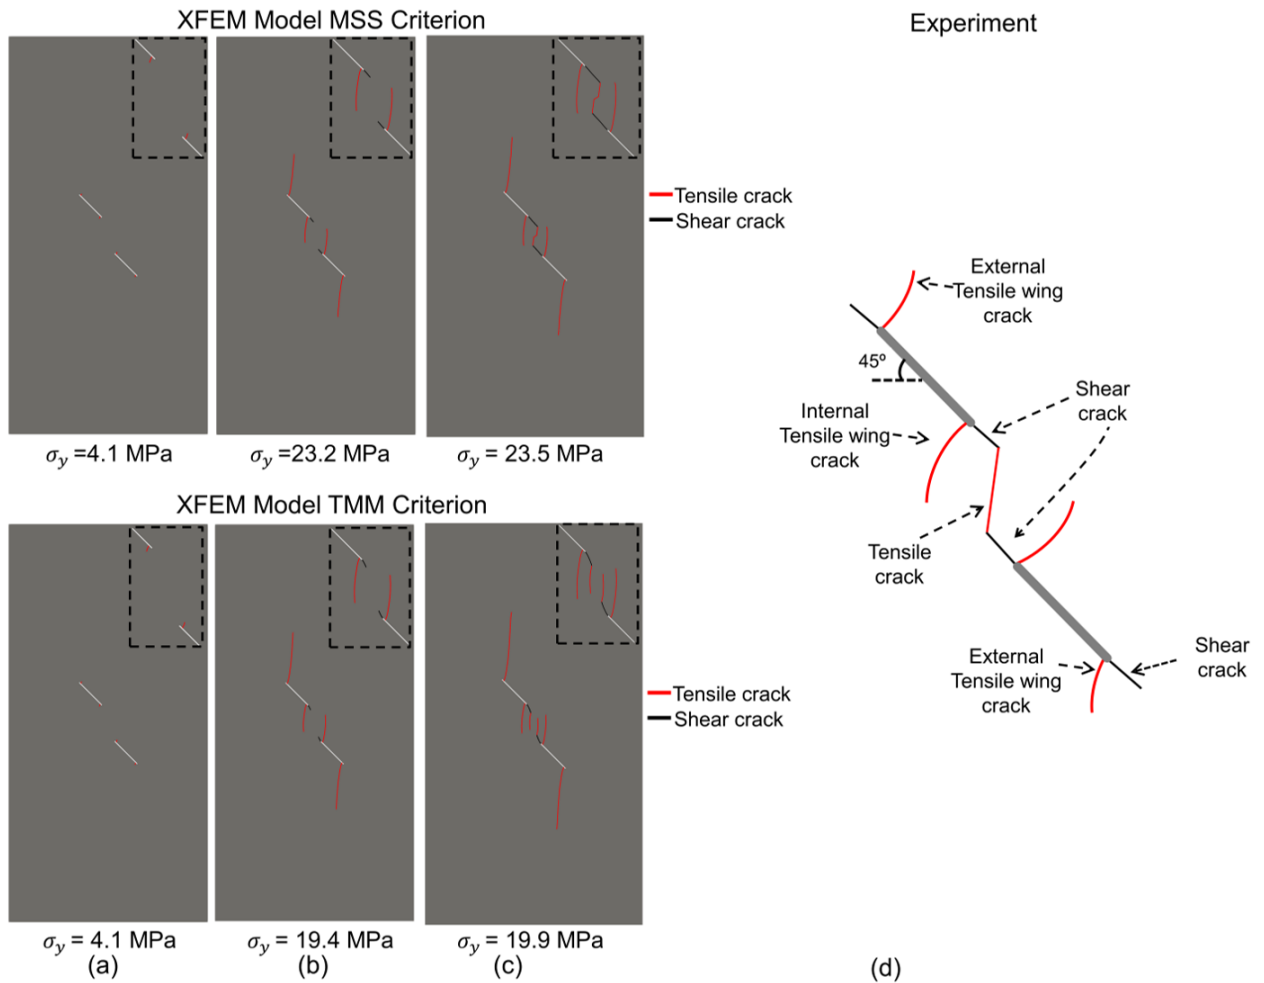 XFEM Model MSS Criterion
Experiment
Tensile crack
Shear crack
σy =4.1 MPa
σy =23.2 MPa
σy = 23.5 MPa
XFEM Model TMM Criterion
Tensile crack
Shear crack
σy = 4.1 MPa
σy = 19.4 MPa
σy = 19.9 MPa
(a)
(b)
(c)
External
Tensile wing
crack
45º
Shear
crack
Internal
Tensile wing
crack
Tensile
crack
External
Tensile wing
crack
Shear
crack
(d)